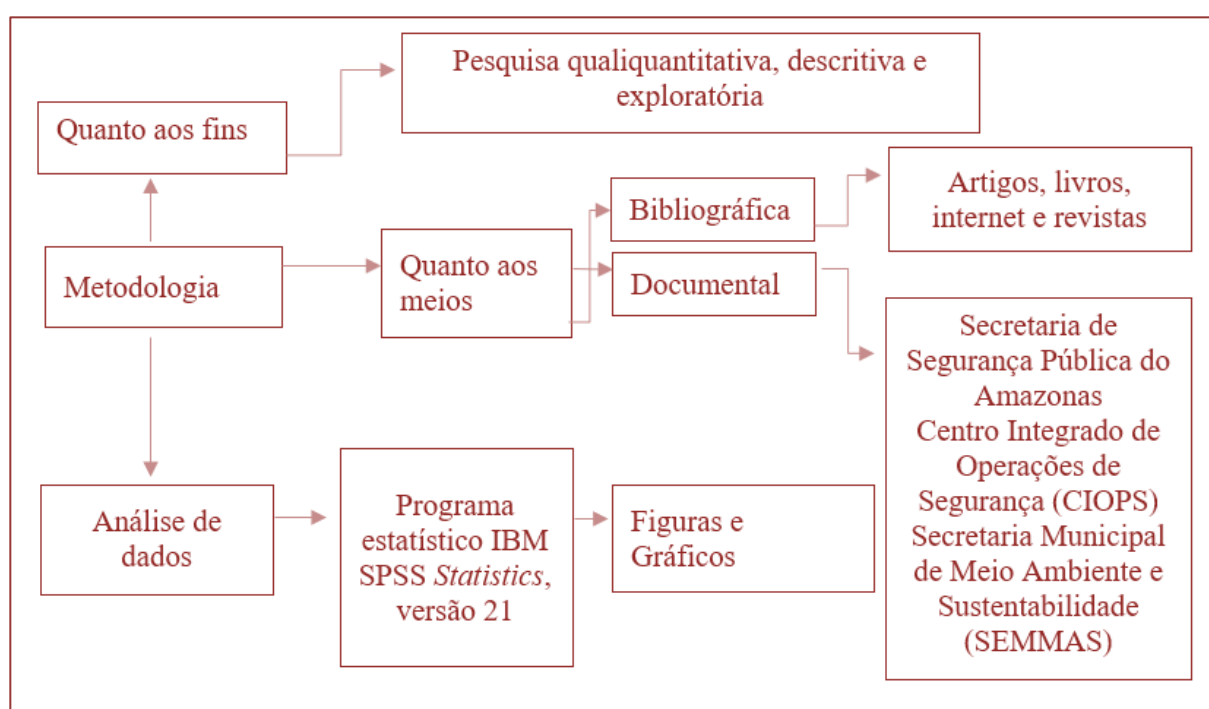 Pesquisa qualiquantitativa, descritiva e
exploratória
Quanto aos fins
Artigos, livros,
internet e revistas
Bibliográfica
Metodologia
Quanto aos
meios
Documental
Secretaria de
Segurança Pública do
Amazonas
Centro Integrado de
Operações de
Segurança (CIOPS)
Secretaria Municipal
de Meio Ambiente e
Sustentabilidade
(SEMMAS)
Análise de
dados
Programa
estatístico IBM
SPSS Statistics,
versão 21
Figuras e
Gráficos